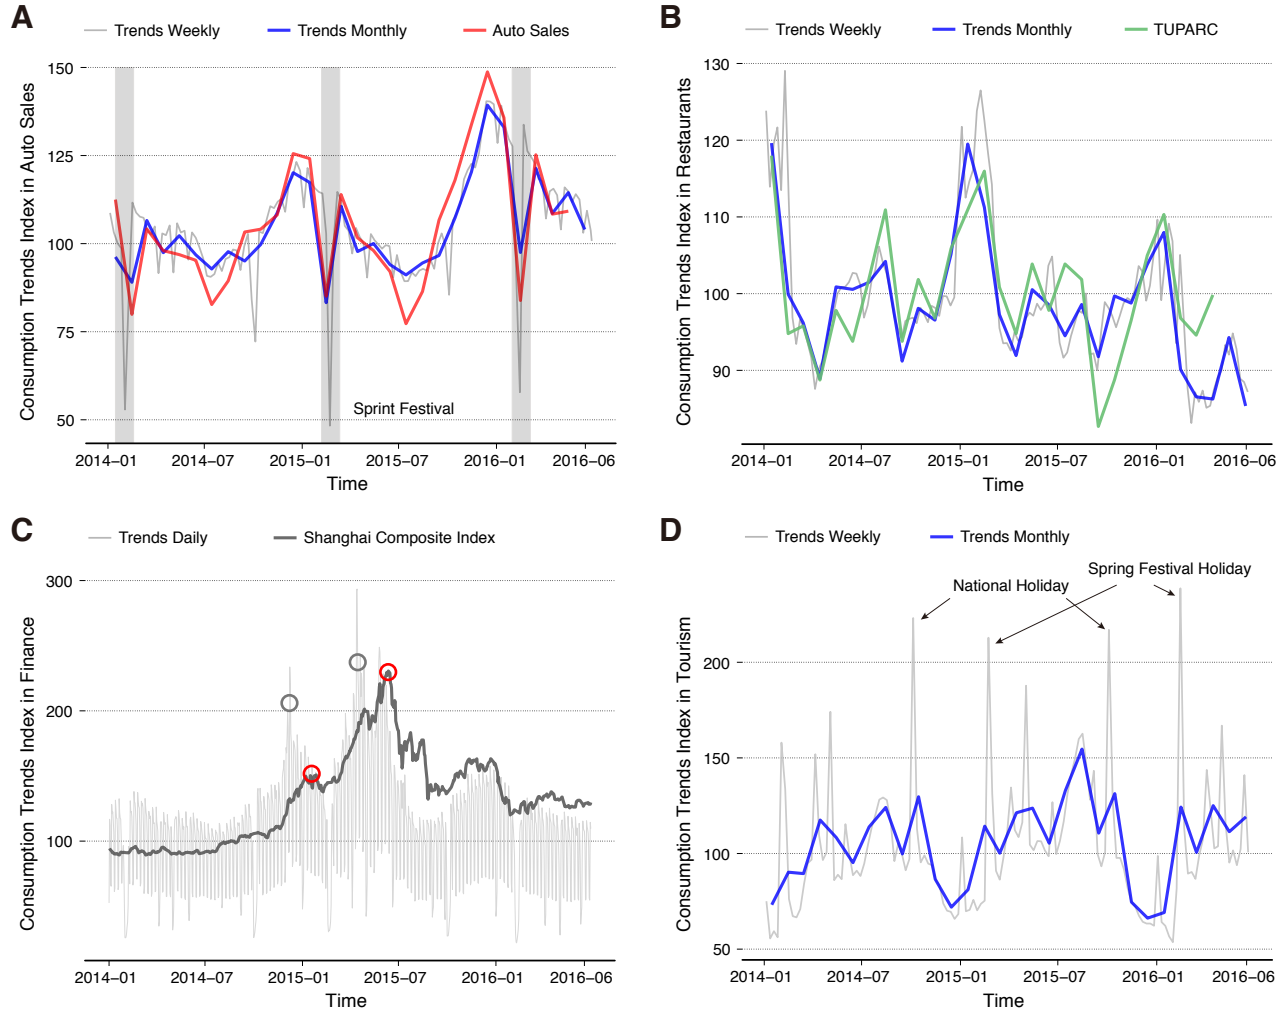 A
Trends Weekly Trends Monthly Auto Sales
Consumption Trends Index in Auto Sales
150
125
100
75
50
Sprint Festival
2014–01 2014–07 2015–01 2015–07 2016–01 2016–06
Time
B
Trends Weekly Trends Monthly TUPARC
Consumption Trends Index in Restaurants
130
120
110
100
90
2014–01 2014–07 2015–01 2015–07 2016–01 2016–06
Time
C
Trends Daily Shanghai Composite Index
Consumption Trends Index in Finance
300
200
100
2014–01 2014–07 2015–01 2015–07 2016–01 2016–06
Time
D
Trends Weekly Trends Monthly
Spring Festival Holiday
National Holiday
Consumption Trends Index in Tourism
200
150
100
50
2014–01 2014–07 2015–01 2015–07 2016–01 2016–06
Time